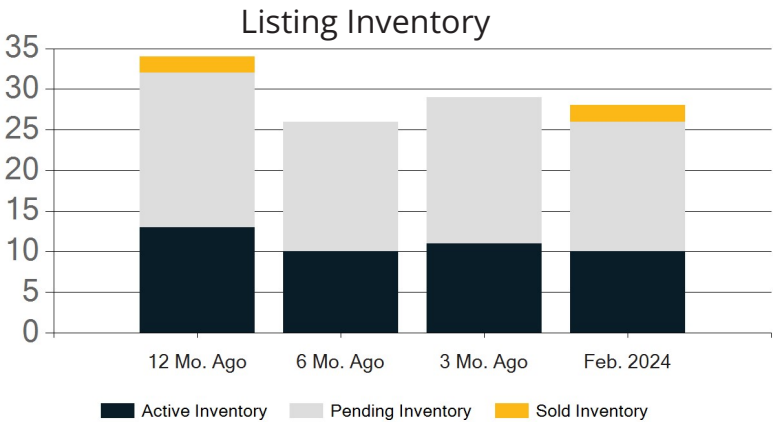 Listing Inventory
35
30
25
20
15
10
5
0
12 Mo. Ago 6 Mo. Ago 3 Mo. Ago Feb. 2024
Active Inventory Pending Inventory Sold Inventory